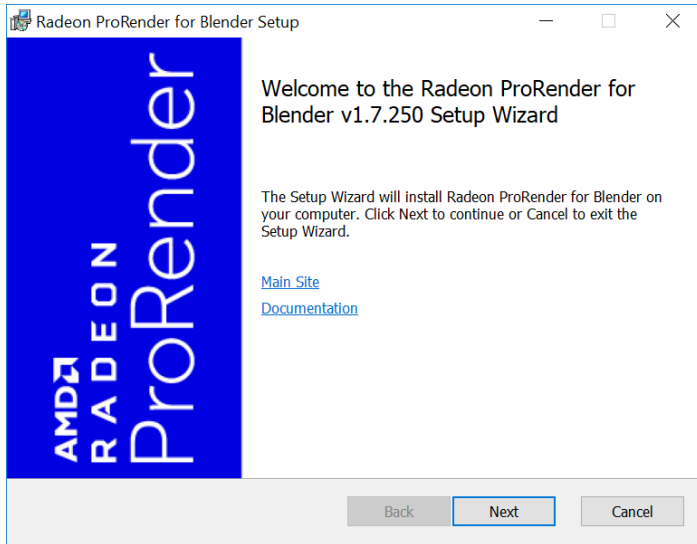 Radeon ProRender for Blender Setup
AMD
RADEON
ProRender
Welcome to the Radeon ProRender for
Blender v1.7.250 Setup Wizard
The Setup Wizard will install Radeon ProRender for Blender on
your computer. Click Next to continue or Cancel to exit the
Setup Wizard.
Main Site
Documentation
Back
Next
Cancel